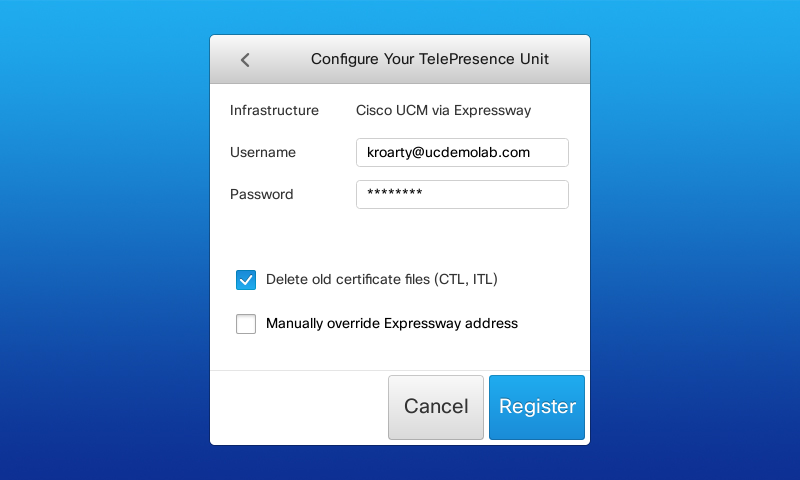 Configure Your TelePresence Unit
Infrastructure Cisco UCM via Expressway
Username kroarty@ucdemolab.com
Password ********
Delete old certificate files (CTL, ITL)
Manually override Expressway address
Cancel Register